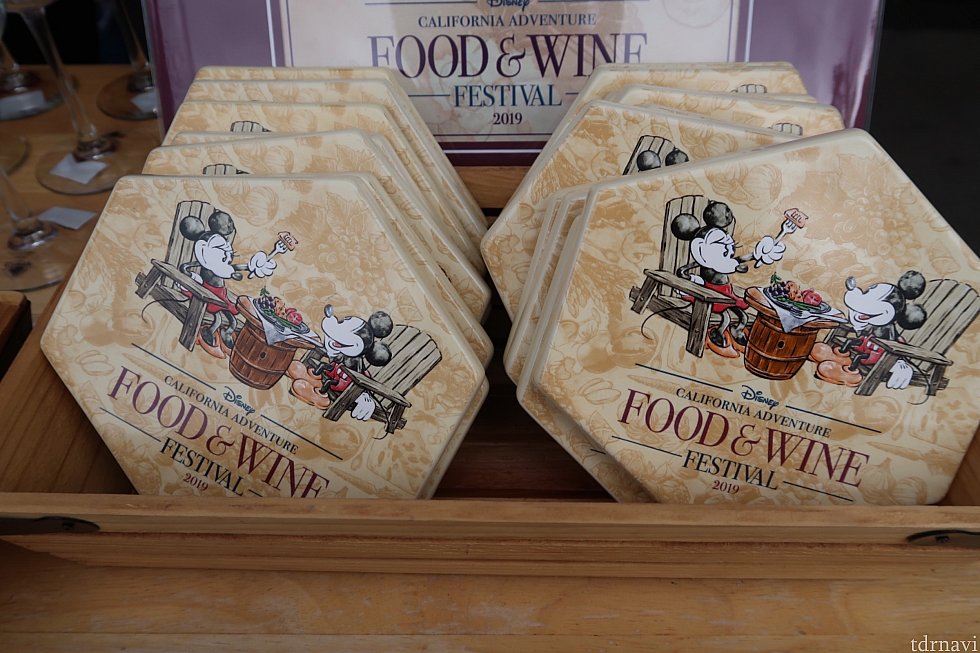 Disney
CALIFORNIA ADVENTURE
FOOD & WINE
FESTIVAL
2019
Disney
CALIFORNIA ADVENTURE
FOOD & WINE
FESTIVAL
2019
Disney
CALIFORNIA ADVENTURE
FOOD & WINE
FESTIVAL
2019
tdrnavi